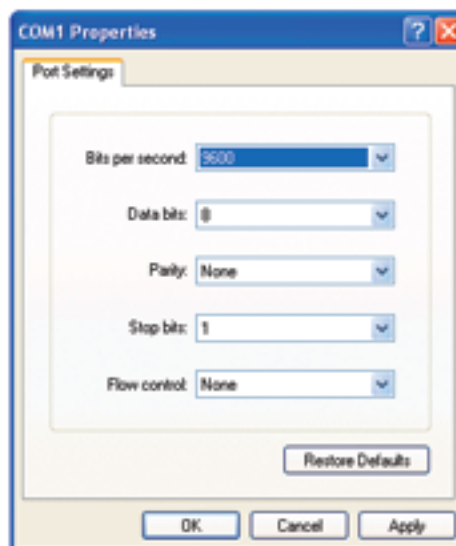 COM1 Properties
Port Settings
Bits per second: 9600
Data bits: 8
Parity: None
Stop bits: 1
Flow control: None
Restore Defaults
OK
Cancel
Apply